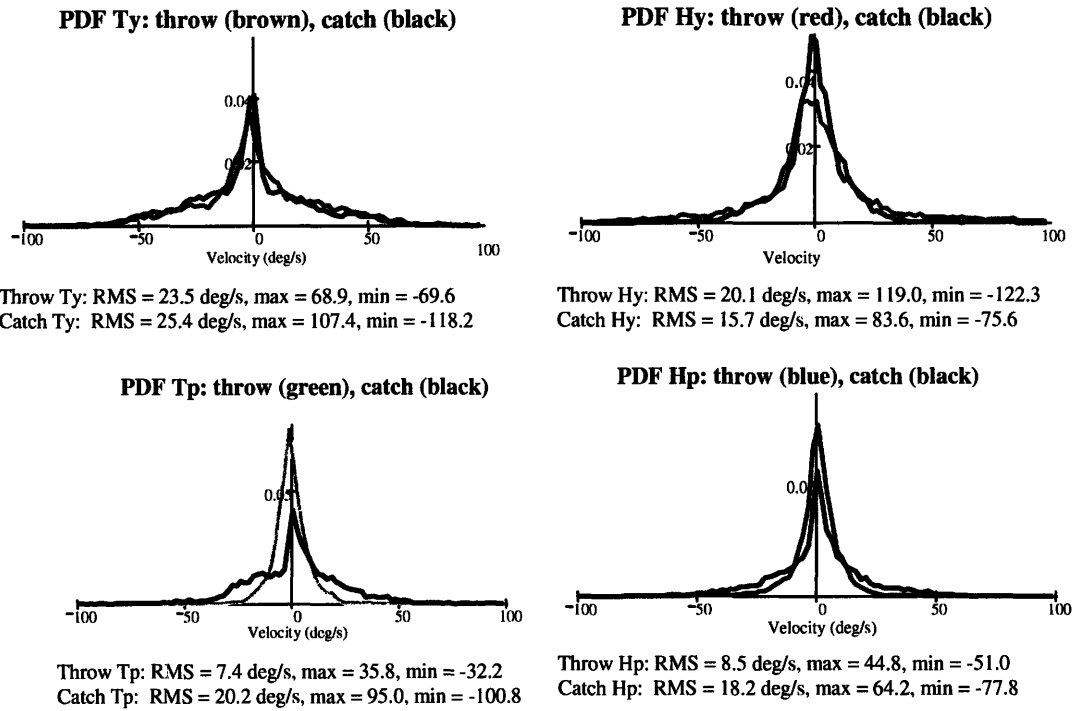 PDF Ty: throw (brown), catch (black)
0.04
0.02
-100 -50 0 50 100
Velocity (deg/s)
Throw Ty: RMS = 23.5 deg/s, max = 68.9, min = -69.6
Catch Ty: RMS = 25.4 deg/s, max = 107.4, min = -118.2
PDF Hy: throw (red), catch (black)
0.04
0.02
-100 -50 0 50 100
Velocity
Throw Hy: RMS = 20.1 deg/s, max = 119.0, min = -122.3
Catch Hy: RMS = 15.7 deg/s, max = 83.6, min = -75.6
PDF Tp: throw (green), catch (black)
0.05
-100 -50 0 50 100
Velocity (deg/s)
Throw Tp: RMS = 7.4 deg/s, max = 35.8, min = -32.2
Catch Tp: RMS = 20.2 deg/s, max = 95.0, min = -100.8
PDF Hp: throw (blue), catch (black)
-100 -50 0 50 100
Velocity (deg/s)
Throw Hp: RMS = 8.5 deg/s, max = 44.8, min = -51.0
Catch Hp: RMS = 18.2 deg/s, max = 64.2, min = -77.8